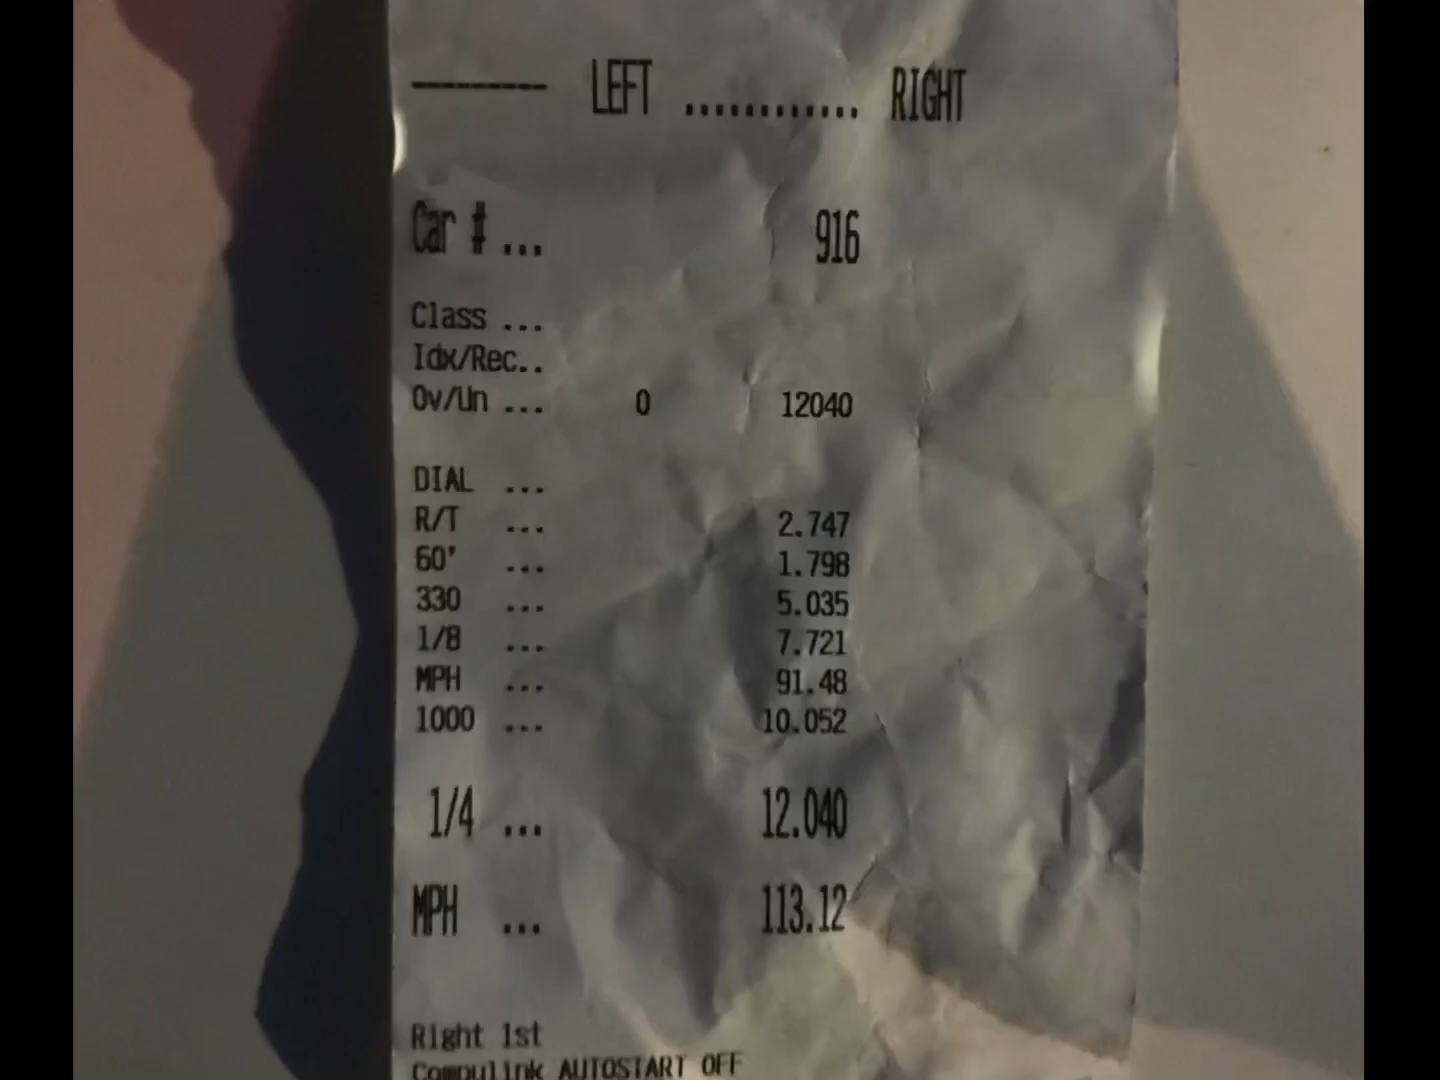 --------- LEFT ............ RIGHT
Car # ... 916
Class ...
Idx/Rec..
Ov/Un ... 0 12040
DIAL ...
R/T ... 2.747
60' ... 1.798
330 ... 5.035
1/8 ... 7.721
MPH ... 91.48
1000 ... 10.052
1/4 ... 12.040
MPH ... 113.12
Right 1st
Compulink AUTOSTART OFF